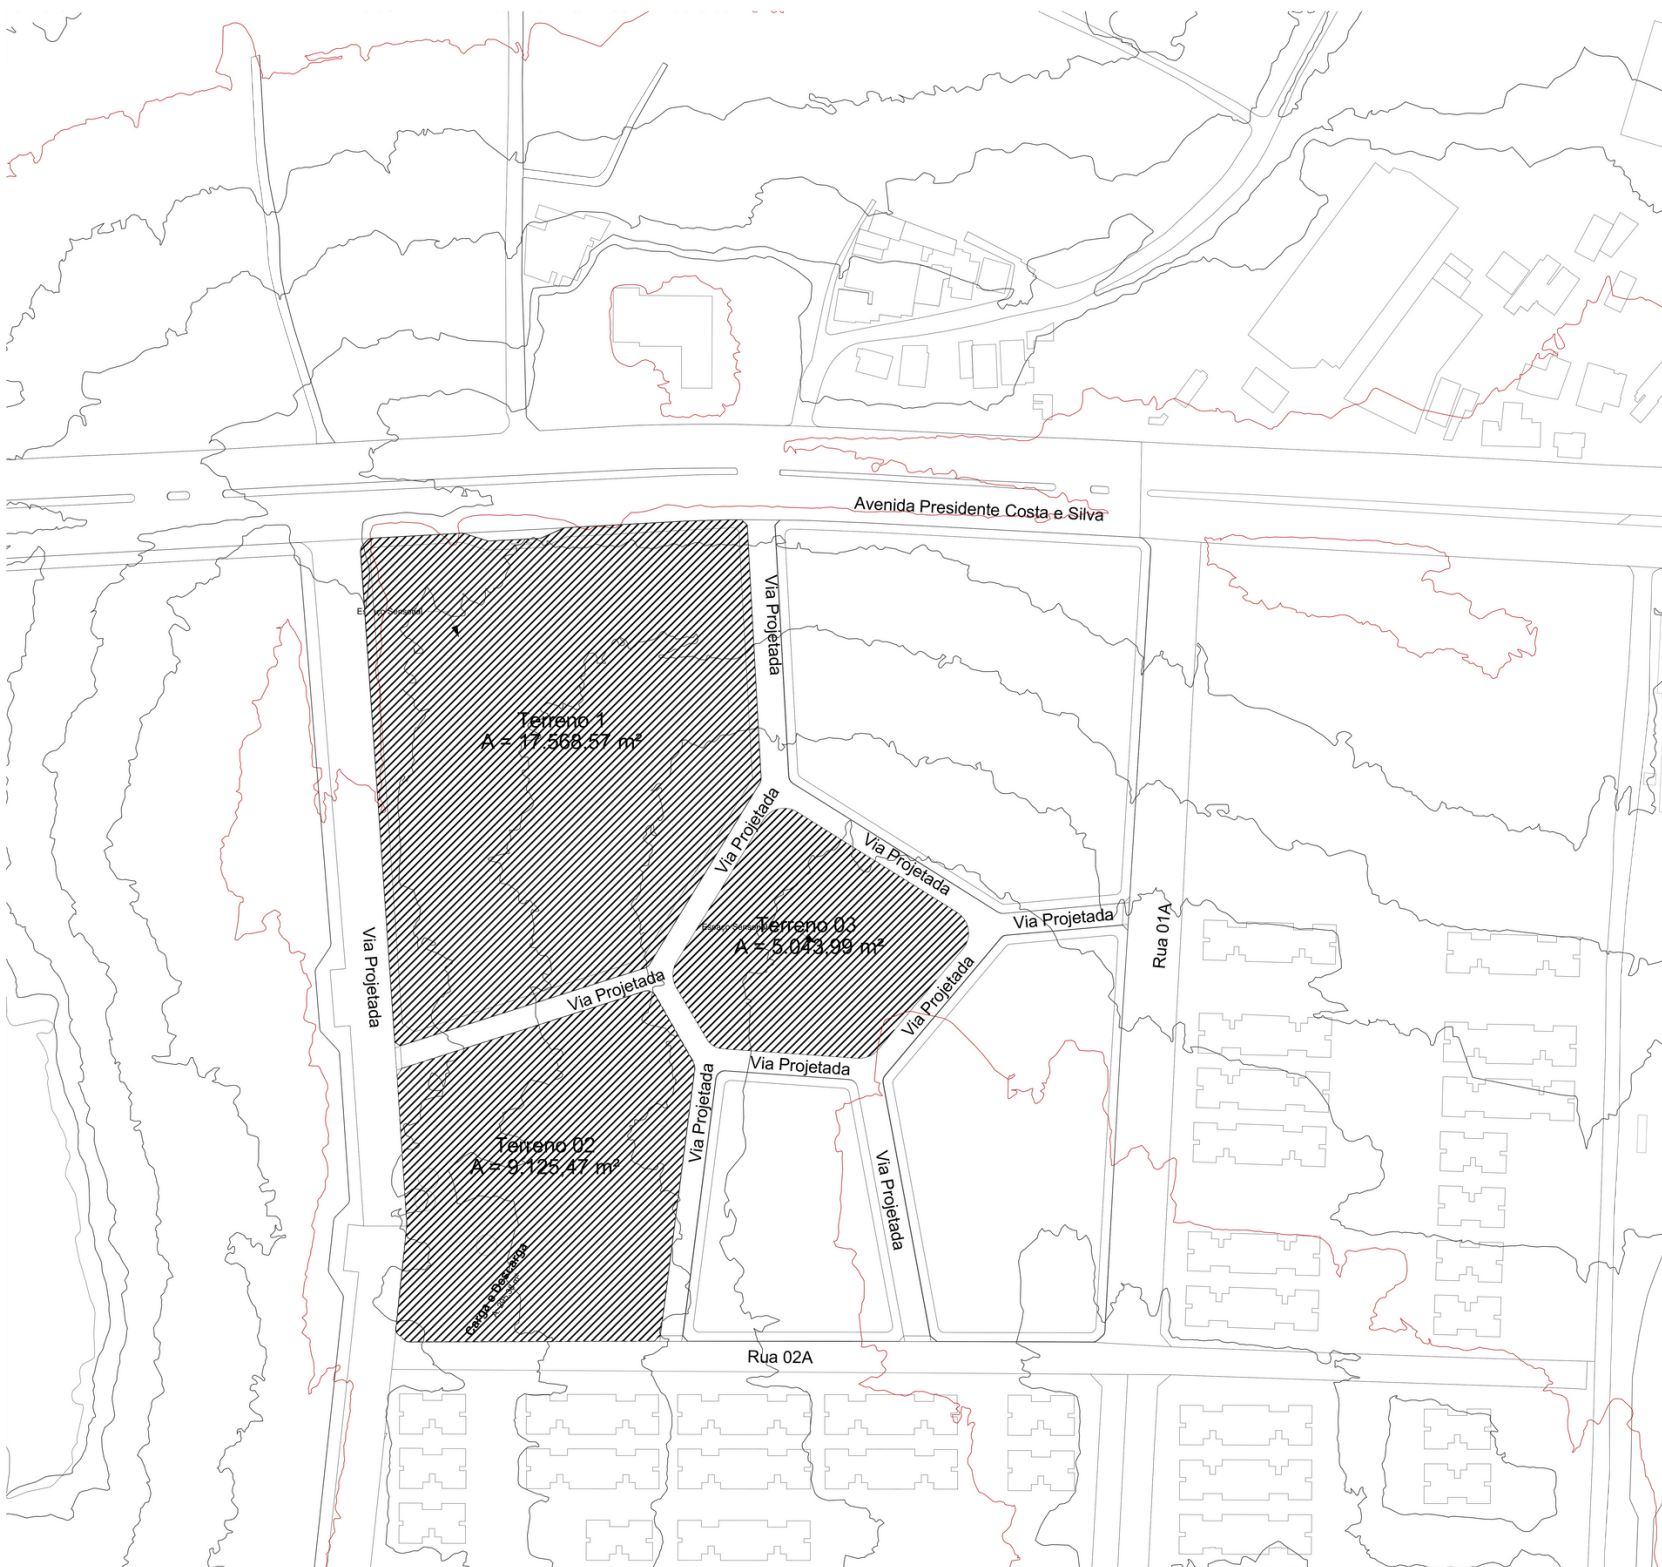 Avenida Presidente Costa e Silva
Via Projetada
Terreno 1
A = 17.568,57 m²
Via Projetada
Via Projetada
Via Projetada
Rua 01A
Terreno 03
A = 5.043,99 m²
Via Projetada
Via Projetada
Via Projetada
Via Projetada
Via Projetada
Via Projetada
Terreno 02
A = 9.125,47 m²
Carga e Descarga
Rua 02A